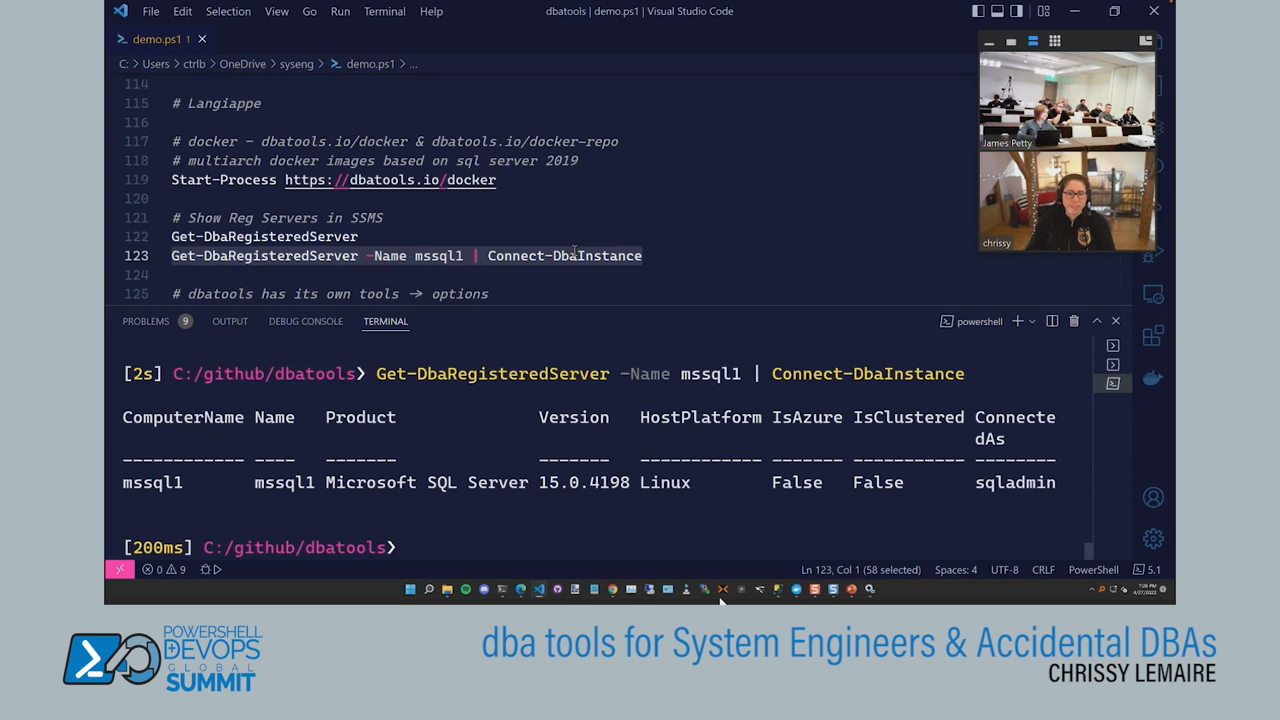 File Edit Selection View Go Run Terminal Help
dbatools | demo.ps1 | Visual Studio Code
demo.ps1 1
C: > Users > ctrlb > OneDrive > syseng > demo.ps1 > ...
114
115 # Langiappe
116
117 # docker - dbatools.io/docker & dbatools.io/docker-repo
118 # multiarch docker images based on sql server 2019
119 Start-Process https://dbatools.io/docker
120
121 # Show Reg Servers in SSMS
122 Get-DbaRegisteredServer
123 Get-DbaRegisteredServer -Name mssql1 | Connect-DbaInstance
124
125 # dbatools has its own tools → options
James Petty
chrissy
PROBLEMS 9 OUTPUT DEBUG CONSOLE TERMINAL
powershell
[2s] C:/github/dbatools❯ Get-DbaRegisteredServer -Name mssql1 | Connect-DbaInstance
ComputerName Name Product Version HostPlatform IsAzure IsClustered Connecte
dAs
------------ ---- ------- ------- ------------ ------- ----------- --------
mssql1 mssql1 Microsoft SQL Server 15.0.4198 Linux False False sqladmin
[200ms] C:/github/dbatools❯
0 9
Ln 123, Col 1 (58 selected) Spaces: 4 UTF-8 CRLF PowerShell 5.1
7:26 PM
4/27/2022
POWERSHELL
DEVOPS
GLOBAL
SUMMIT
dba tools for System Engineers & Accidental DBAs
CHRISSY LEMAIRE